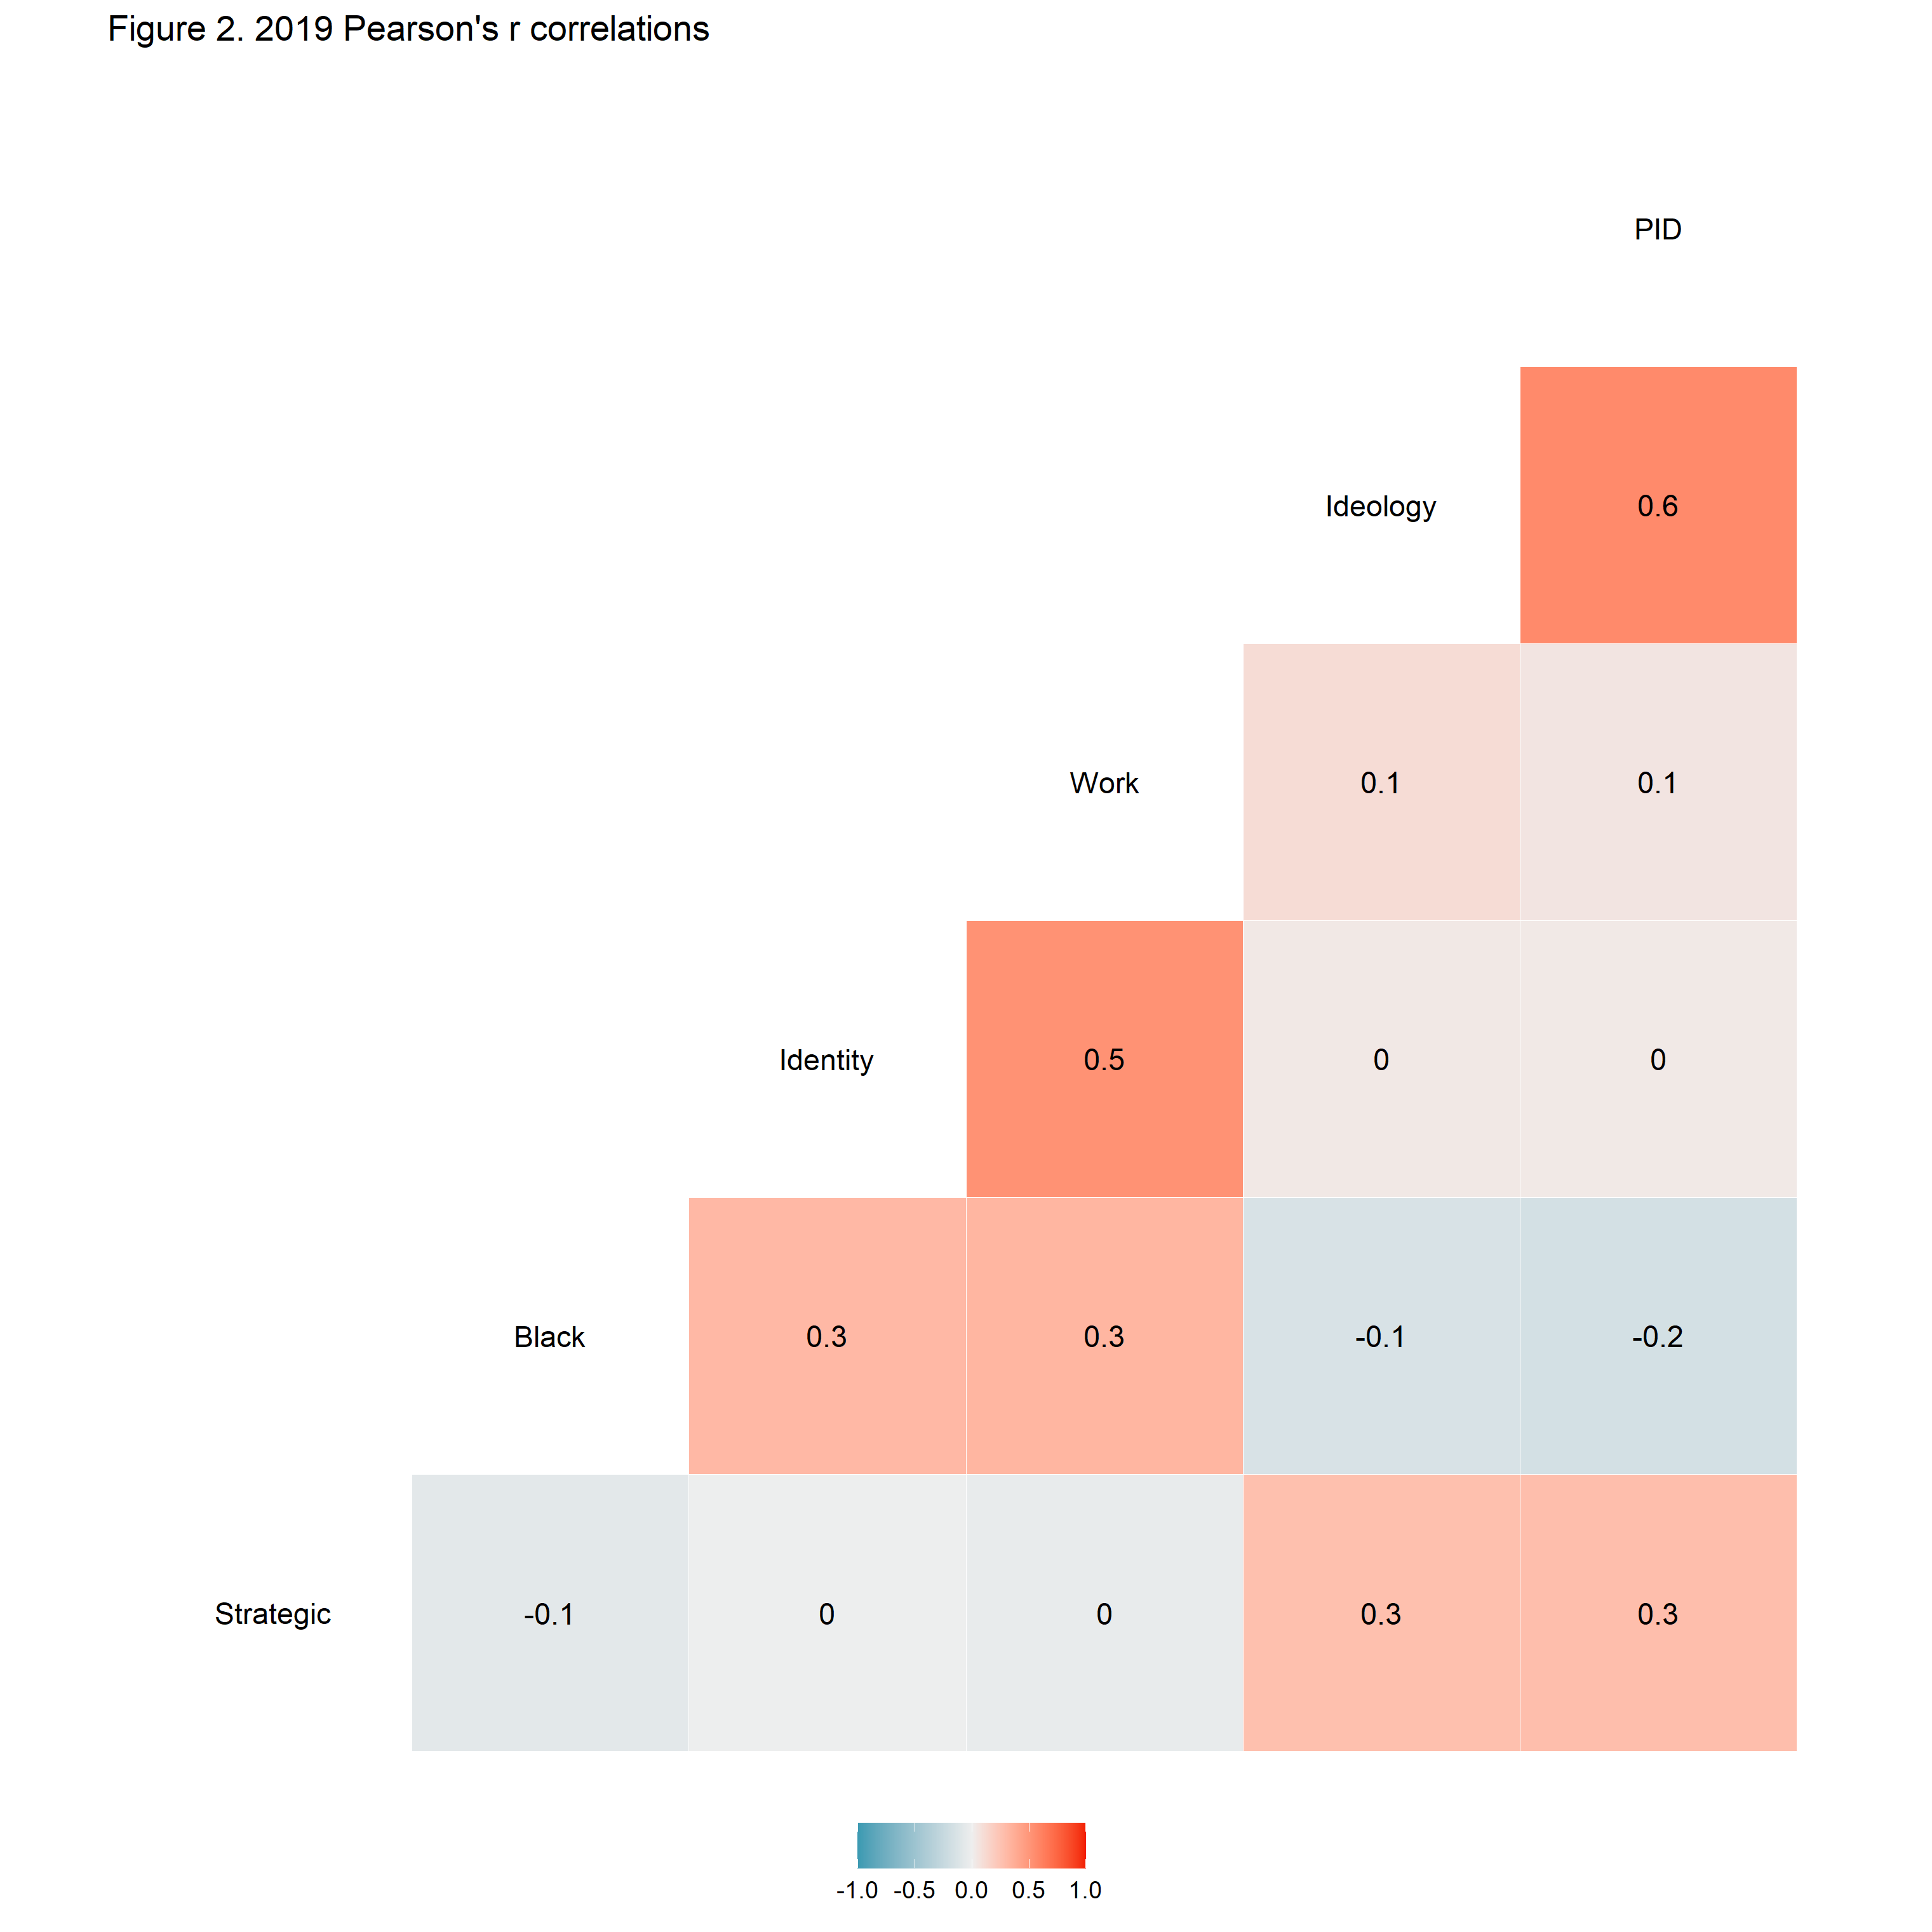 Figure 2. 2019 Pearson's r correlations
PID
Ideology 0.6
Work 0.1 0.1
Identity 0.5 0 0
Black 0.3 0.3 -0.1 -0.2
Strategic -0.1 0 0 0.3 0.3
-1.0 -0.5 0.0 0.5 1.0